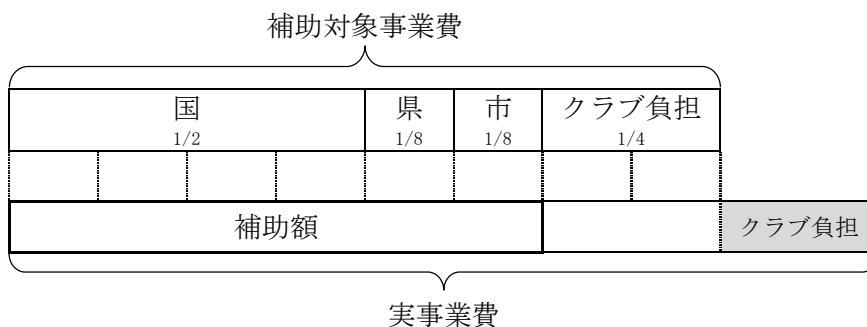 補助対象事業費
国 県 市 クラブ負担
1/2 1/8 1/8 1/4
補助額 クラブ負担
実事業費